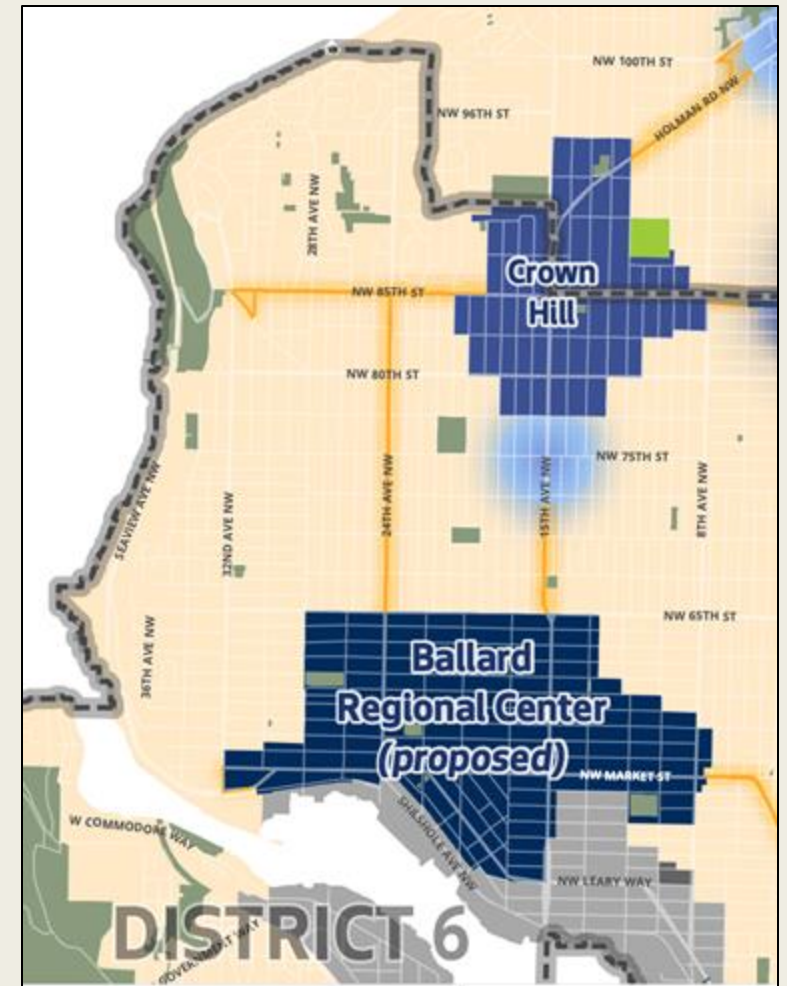 NW 100TH ST
HOLMAN RD NW
NW 96TH ST
28TH AVE NW
Crown
Hill
NW 85TH ST
NW 80TH ST
NW 75TH ST
24TH AVE NW
15TH AVE NW
8TH AVE NW
SEAVIEW AVE NW
32ND AVE NW
NW 65TH ST
36TH AVE NW
Ballard
Regional Center
(proposed)
NW MARKET ST
SHILSHOLE AVE NW
W COMMODORE WAY
NW LEARY WAY
DISTRICT 6
GOVERNMENT WAY